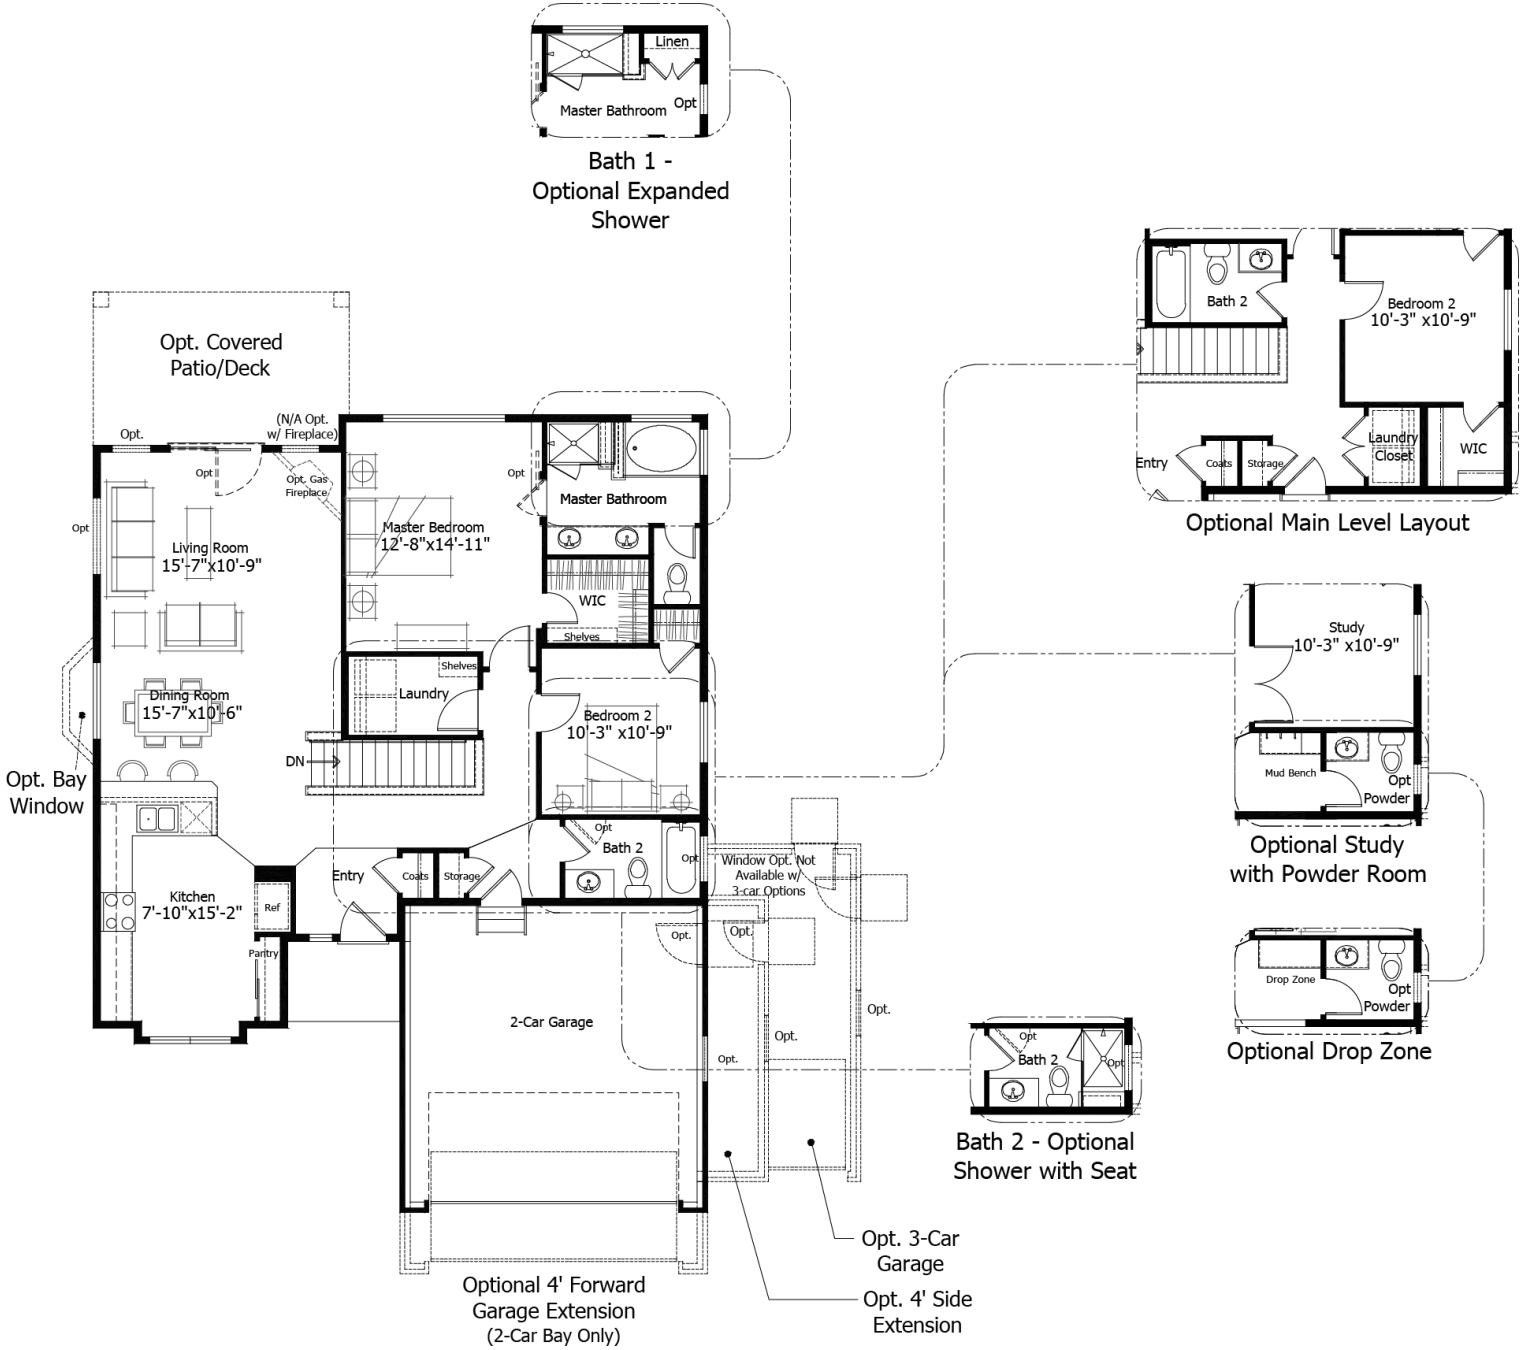 Linen
Master Bathroom
Opt
Bath 1 -
Optional Expanded
Shower
Opt. Covered
Patio/Deck
Opt.
(N/A Opt.
w/ Fireplace)
Opt
Opt. Gas
Fireplace
Opt
Living Room
15'-7"x10'-9"
Master Bedroom
12'-8"x14'-11"
Opt
Master Bathroom
WIC
Shelves
Shelves
Laundry
Dining Room
15'-7"x10'-6"
Bedroom 2
10'-3" x10'-9"
DN
Opt. Bay
Window
Opt
Bath 2
Opt
Entry
Coats
Storage
Kitchen
7'-10"x15'-2"
Ref
Pantry
Window Opt. Not
Available w/
3-car Options
Opt.
Opt.
Opt.
Opt.
Opt.
2-Car Garage
Optional 4' Forward
Garage Extension
(2-Car Bay Only)
Opt. 3-Car
Garage
Opt. 4' Side
Extension
Bath 2
Bedroom 2
10'-3" x10'-9"
Laundry
Closet
WIC
Entry
Coats
Storage
Optional Main Level Layout
Study
10'-3" x10'-9"
Mud Bench
Opt
Powder
Optional Study
with Powder Room
Drop Zone
Opt
Powder
Optional Drop Zone
Opt
Bath 2
Opt
Bath 2 - Optional
Shower with Seat